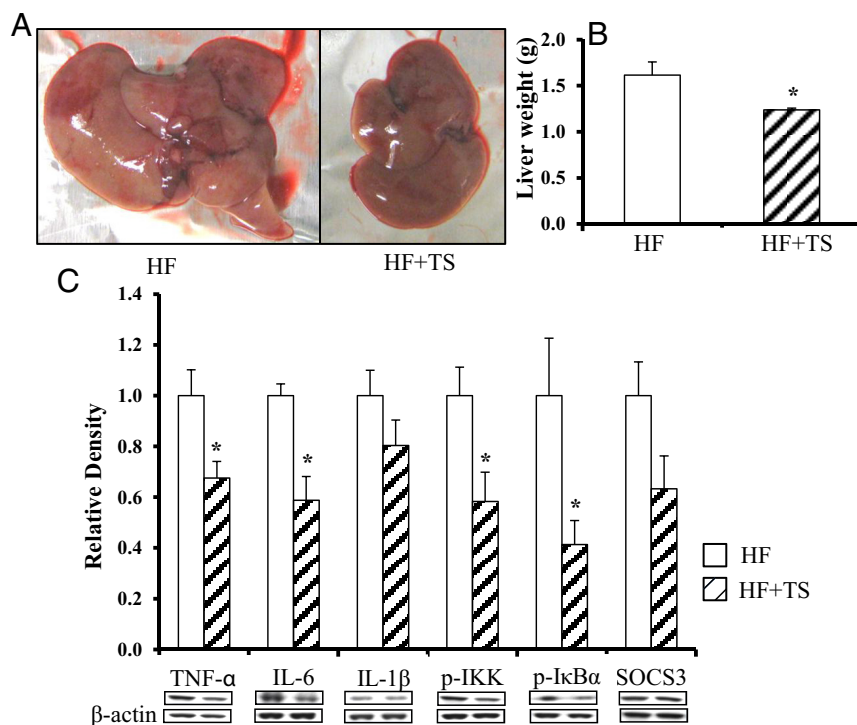 A
HF
HF+TS
B
Liver weight (g)
2.0
1.5
1.0
0.5
0.0
*
HF
HF+TS
C
Relative Density
1.4
1.2
1.0
0.8
0.6
0.4
0.2
0.0
* * * *
HF
HF+TS
TNF-α IL-6 IL-1β p-IKK p-IκBα SOCS3
β-actin